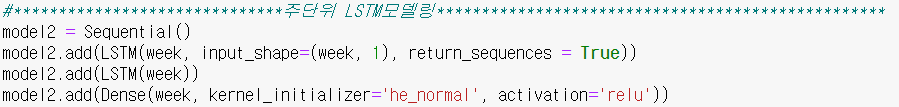 #******************************주단위 LSTM모델링**************************************************
model2 = Sequential()
model2.add(LSTM(week, input_shape=(week, 1), return_sequences = True))
model2.add(LSTM(week))
model2.add(Dense(week, kernel_initializer='he_normal', activation='relu'))